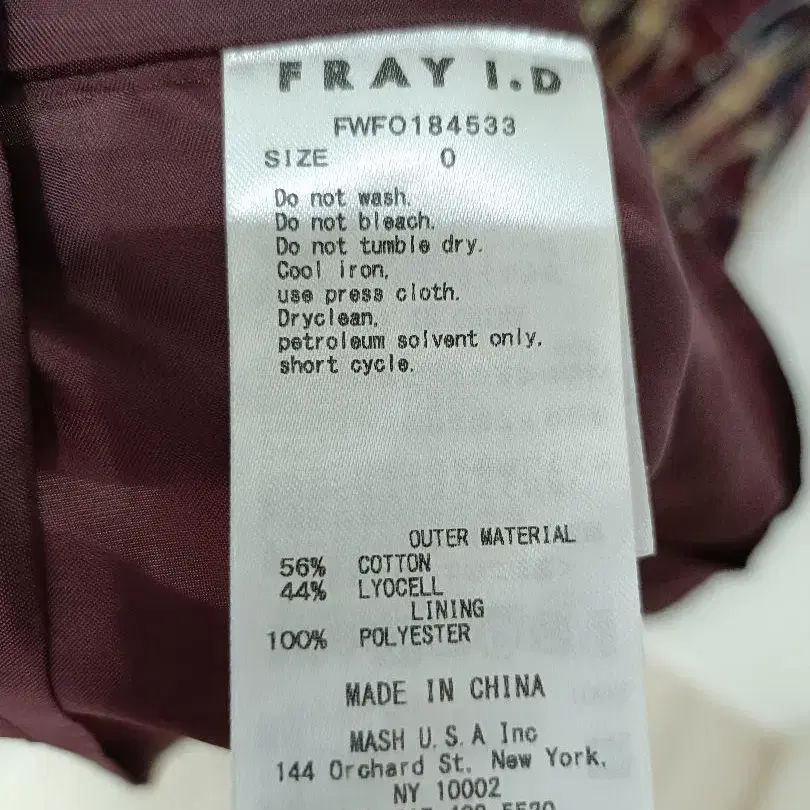 FRAY I.D
FWFO184533
SIZE 0
Do not wash.
Do not bleach.
Do not tumble dry.
Cool iron.
use press cloth.
Dryclean,
petroleum solvent only.
short cycle.
OUTER MATERIAL
56% COTTON
44% LYOCELL
LINING
100% POLYESTER
MADE IN CHINA
MASH U.S.A Inc
144 Orchard St. New York.
NY 10002